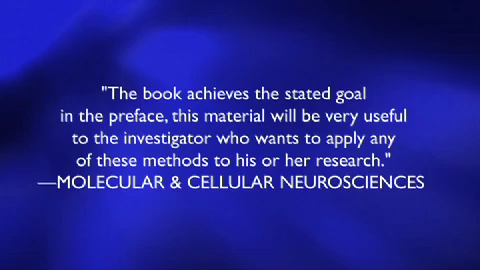 "The book achieves the stated goal
in the preface, this material will be very useful
to the investigator who wants to apply any
of these methods to his or her research."
—MOLECULAR & CELLULAR NEUROSCIENCES